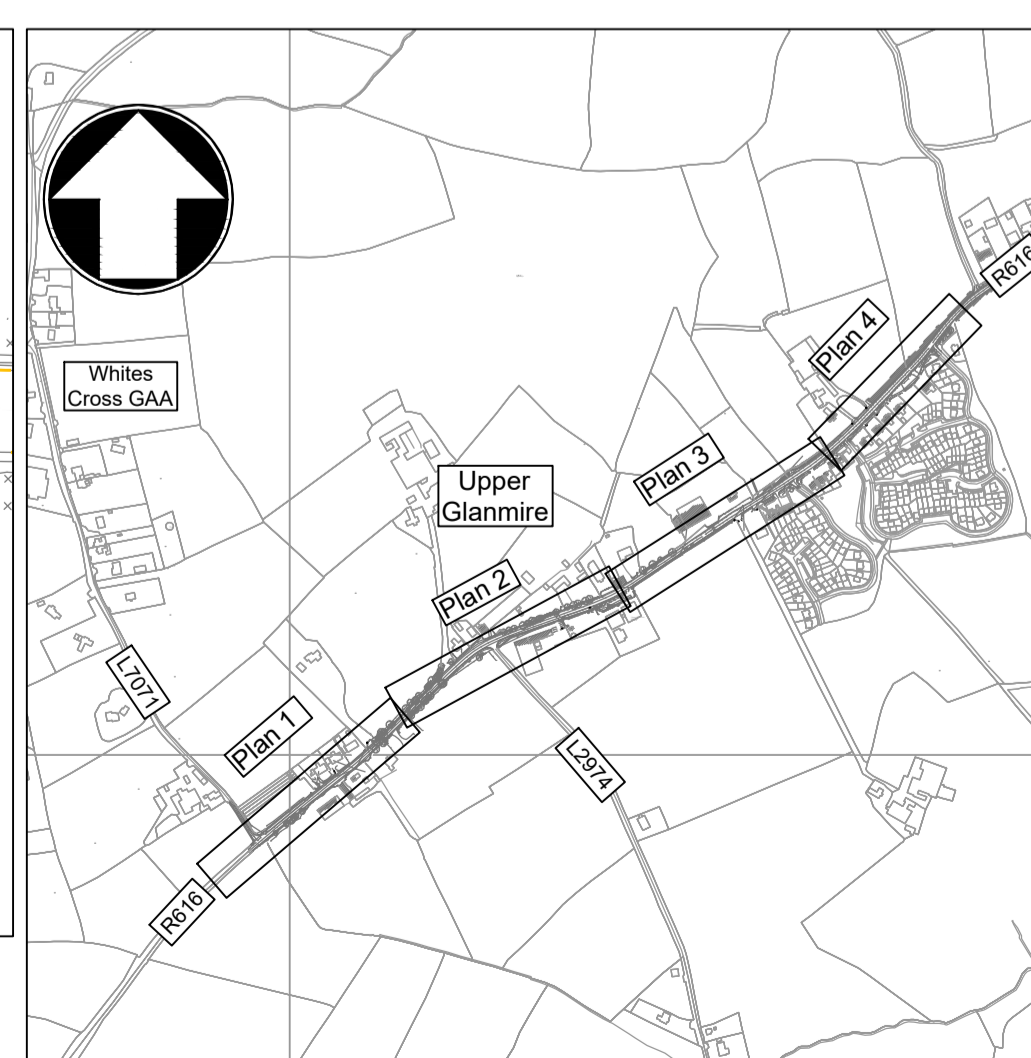 R616
Plan 4
Whites
Cross GAA
Upper
Glanmire
Plan 3
Plan 2
L7071
Plan 1
L2974
R616